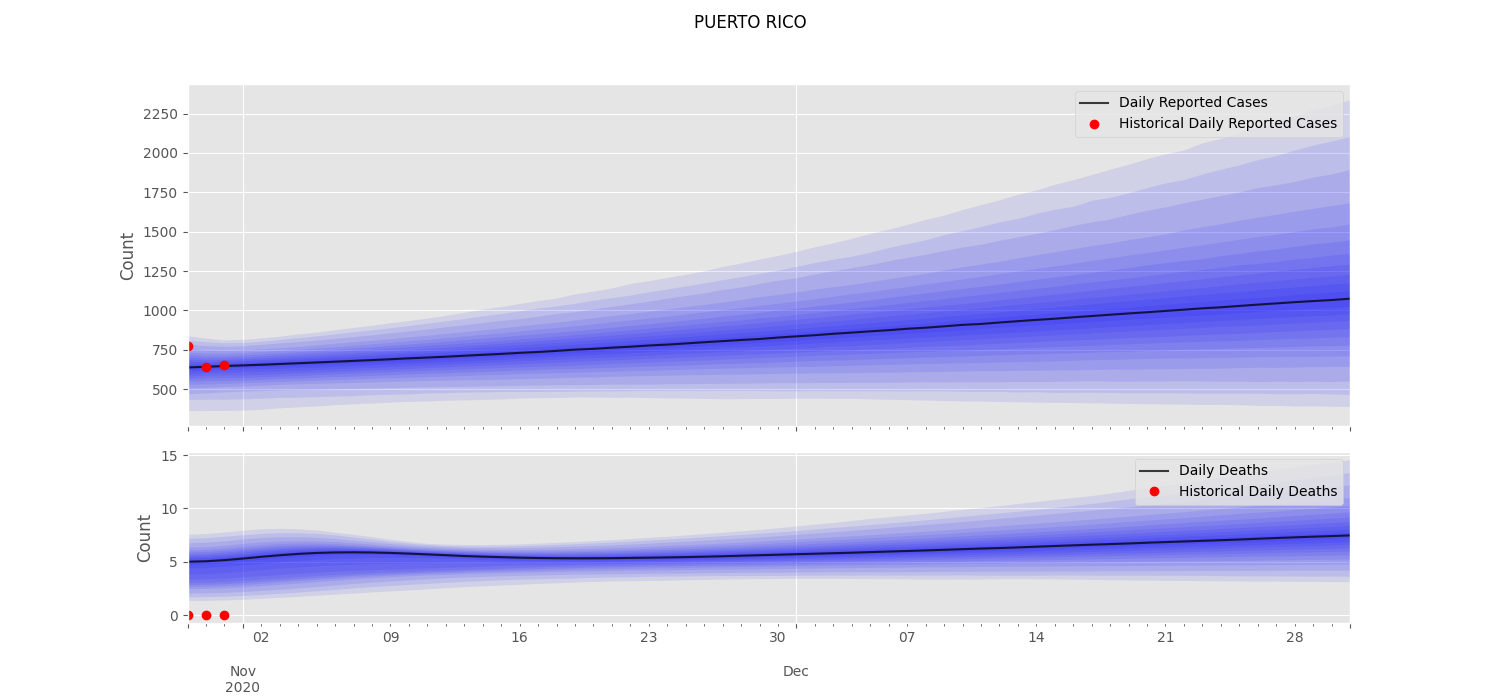 PUERTO RICO
Daily Reported Cases
Historical Daily Reported Cases
2250
2000
1750
1500
1250
1000
750
500
Count
Daily Deaths
Historical Daily Deaths
15
10
5
0
Count
02 09 16 23 30 07 14 21 28
Nov Dec
2020